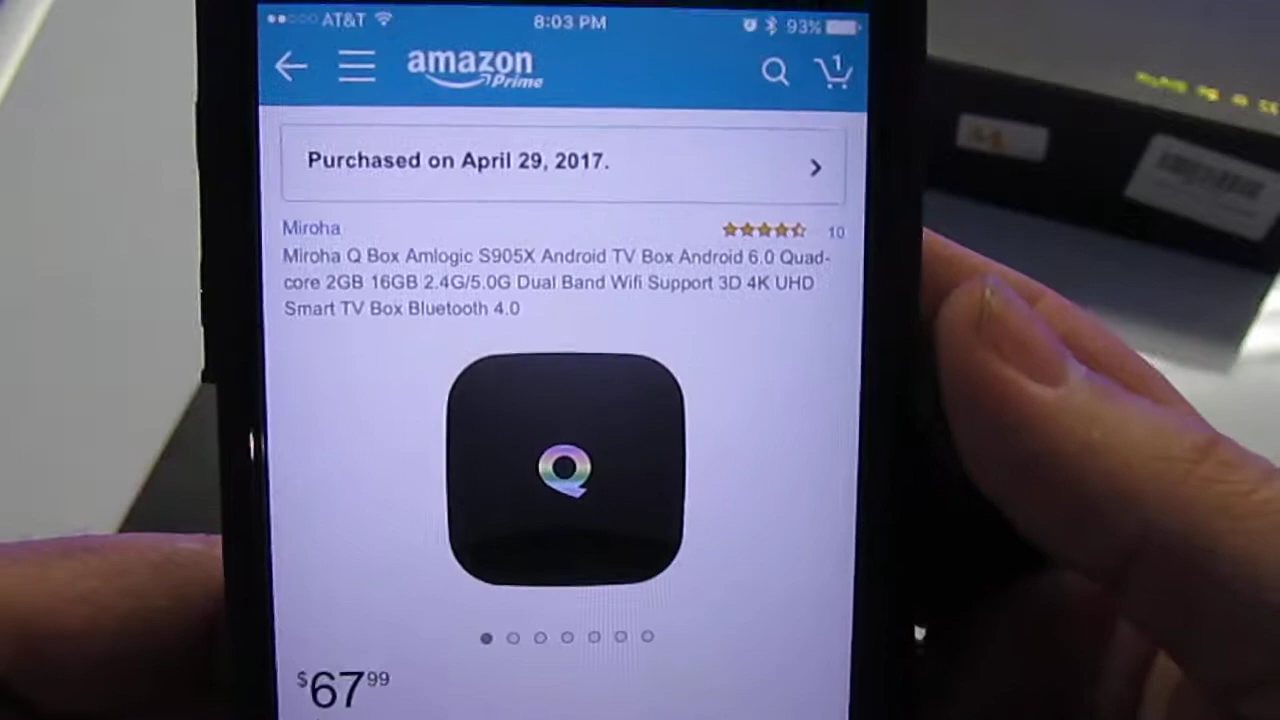 AT&T 8:03 PM 93%
amazon 1
Prime
Purchased on April 29, 2017.
Miroha 10
Miroha Q Box Amlogic S905X Android TV Box Android 6.0 Quad-
core 2GB 16GB 2.4G/5.0G Dual Band Wifi Support 3D 4K UHD
Smart TV Box Bluetooth 4.0
Q
$67 99